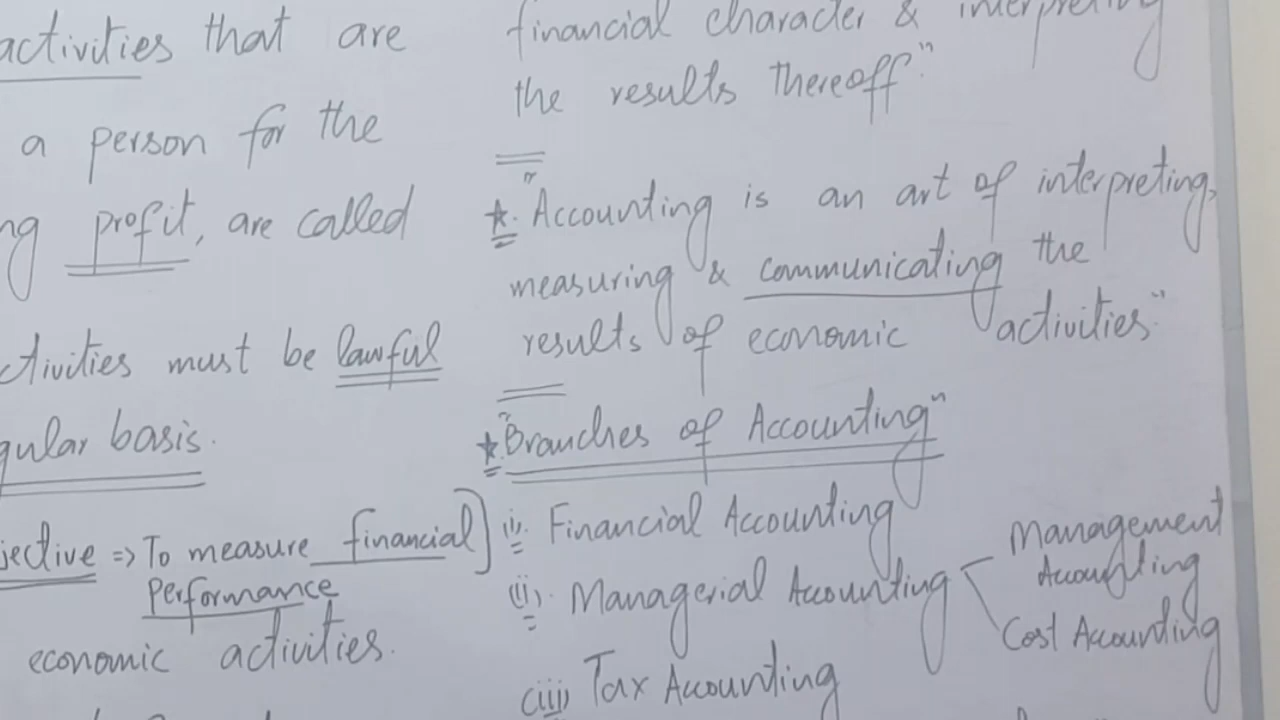 activities that are
a person for the
profit, are called
must be lawful
basis.
=> To measure financial
Performance
economic activities.
financial character & interpreting
the results thereoff"
★. "Accounting is an art of interpreting,
measuring & communicating the
results of economic activities"
★. "Branches of Accounting"
(i). Financial Accounting
(ii). Managerial Accounting
Management
Accounting
Cost Accounting
(iii) Tax Accounting